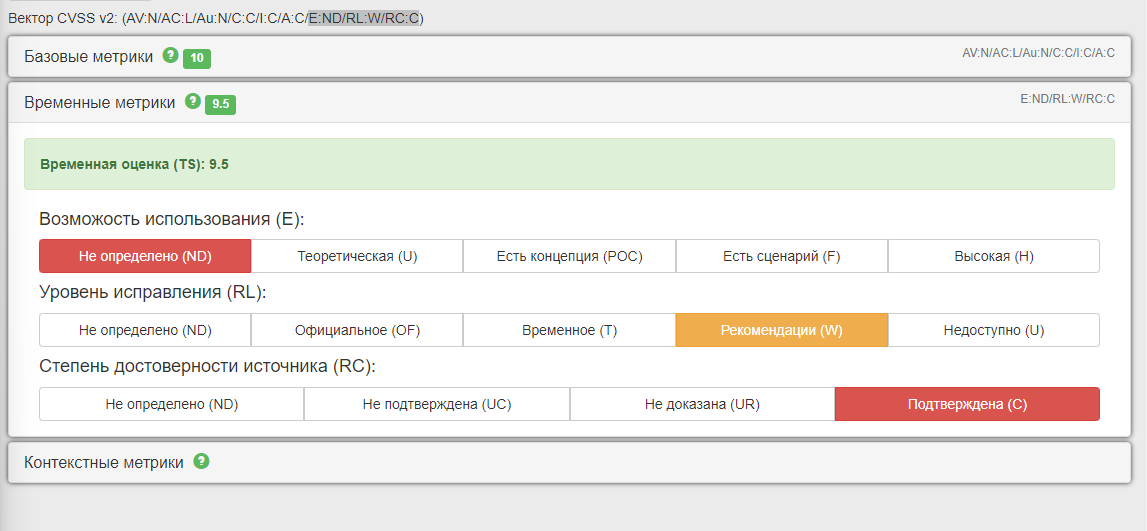 Вектор CVSS v2: (AV:N/AC:L/Au:N/C:C/I:C/A:C/E:ND/RL:W/RC:C)
Базовые метрики ? 10 AV:N/AC:L/Au:N/C:C/I:C/A:C
Временные метрики ? 9.5 E:ND/RL:W/RC:C
Временная оценка (TS): 9.5
Возможость использования (E):
Не определено (ND) Теоретическая (U) Есть концепция (POC) Есть сценарий (F) Высокая (H)
Уровень исправления (RL):
Не определено (ND) Официальное (OF) Временное (T) Рекомендации (W) Недоступно (U)
Степень достоверности источника (RC):
Не определено (ND) Не подтверждена (UC) Не доказана (UR) Подтверждена (C)
Контекстные метрики ?